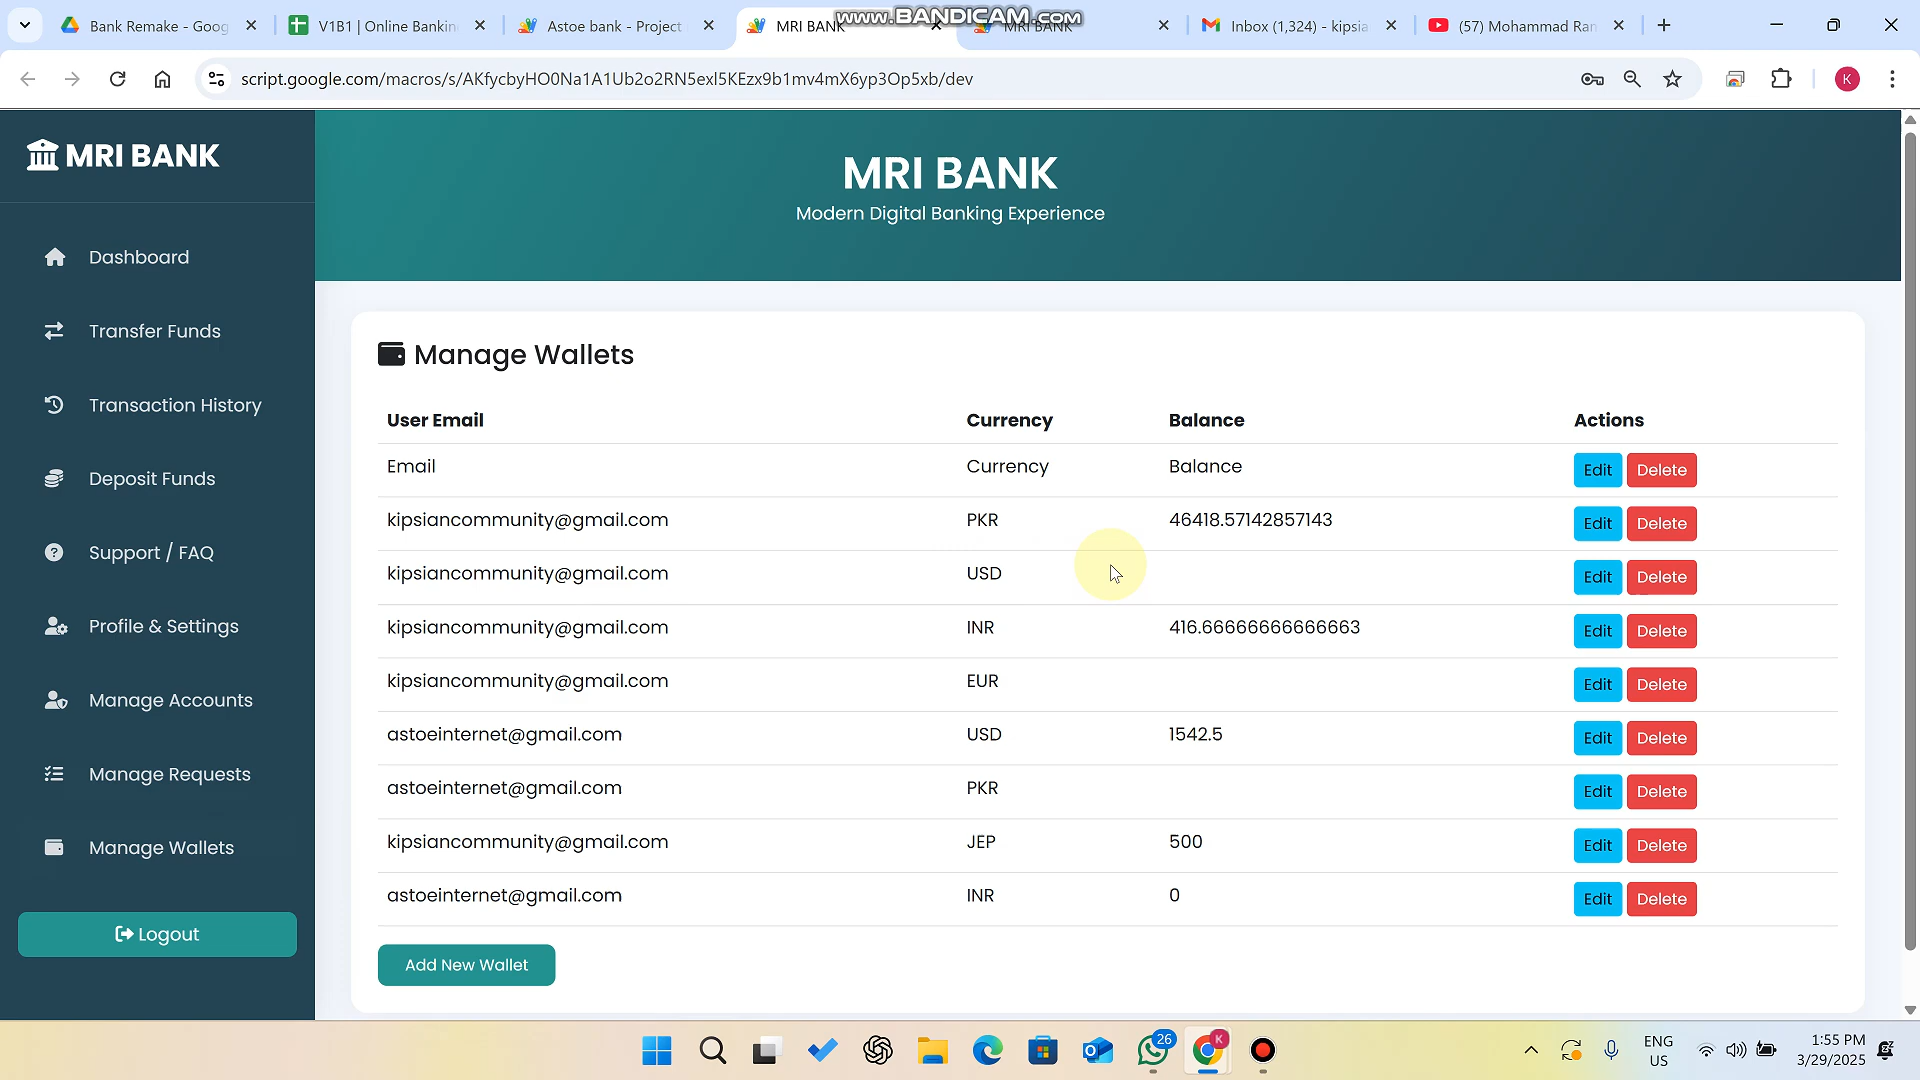 Bank Remake - Goog
V1B1 | Online Bankin
Astoe bank - Project
MRI BANK
MRI BANK
Inbox (1,324) - kipsia
(57) Mohammad Ran
www.BANDICAM.com
script.google.com/macros/s/AKfycbyHO0Na1A1Ub2o2RN5exI5KEzx9b1mv4mX6yp3Op5xb/dev
K
MRI BANK
Dashboard
Transfer Funds
Transaction History
Deposit Funds
Support / FAQ
Profile & Settings
Manage Accounts
Manage Requests
Manage Wallets
Logout
MRI BANK
Modern Digital Banking Experience
Manage Wallets
User Email Currency Balance Actions
Email Currency Balance Edit Delete
kipsiancommunity@gmail.com PKR 46418.57142857143 Edit Delete
kipsiancommunity@gmail.com USD Edit Delete
kipsiancommunity@gmail.com INR 416.66666666666663 Edit Delete
kipsiancommunity@gmail.com EUR Edit Delete
astoeinternet@gmail.com USD 1542.5 Edit Delete
astoeinternet@gmail.com PKR Edit Delete
kipsiancommunity@gmail.com JEP 500 Edit Delete
astoeinternet@gmail.com INR 0 Edit Delete
Add New Wallet
26
K
ENG
US
1:55 PM
3/29/2025